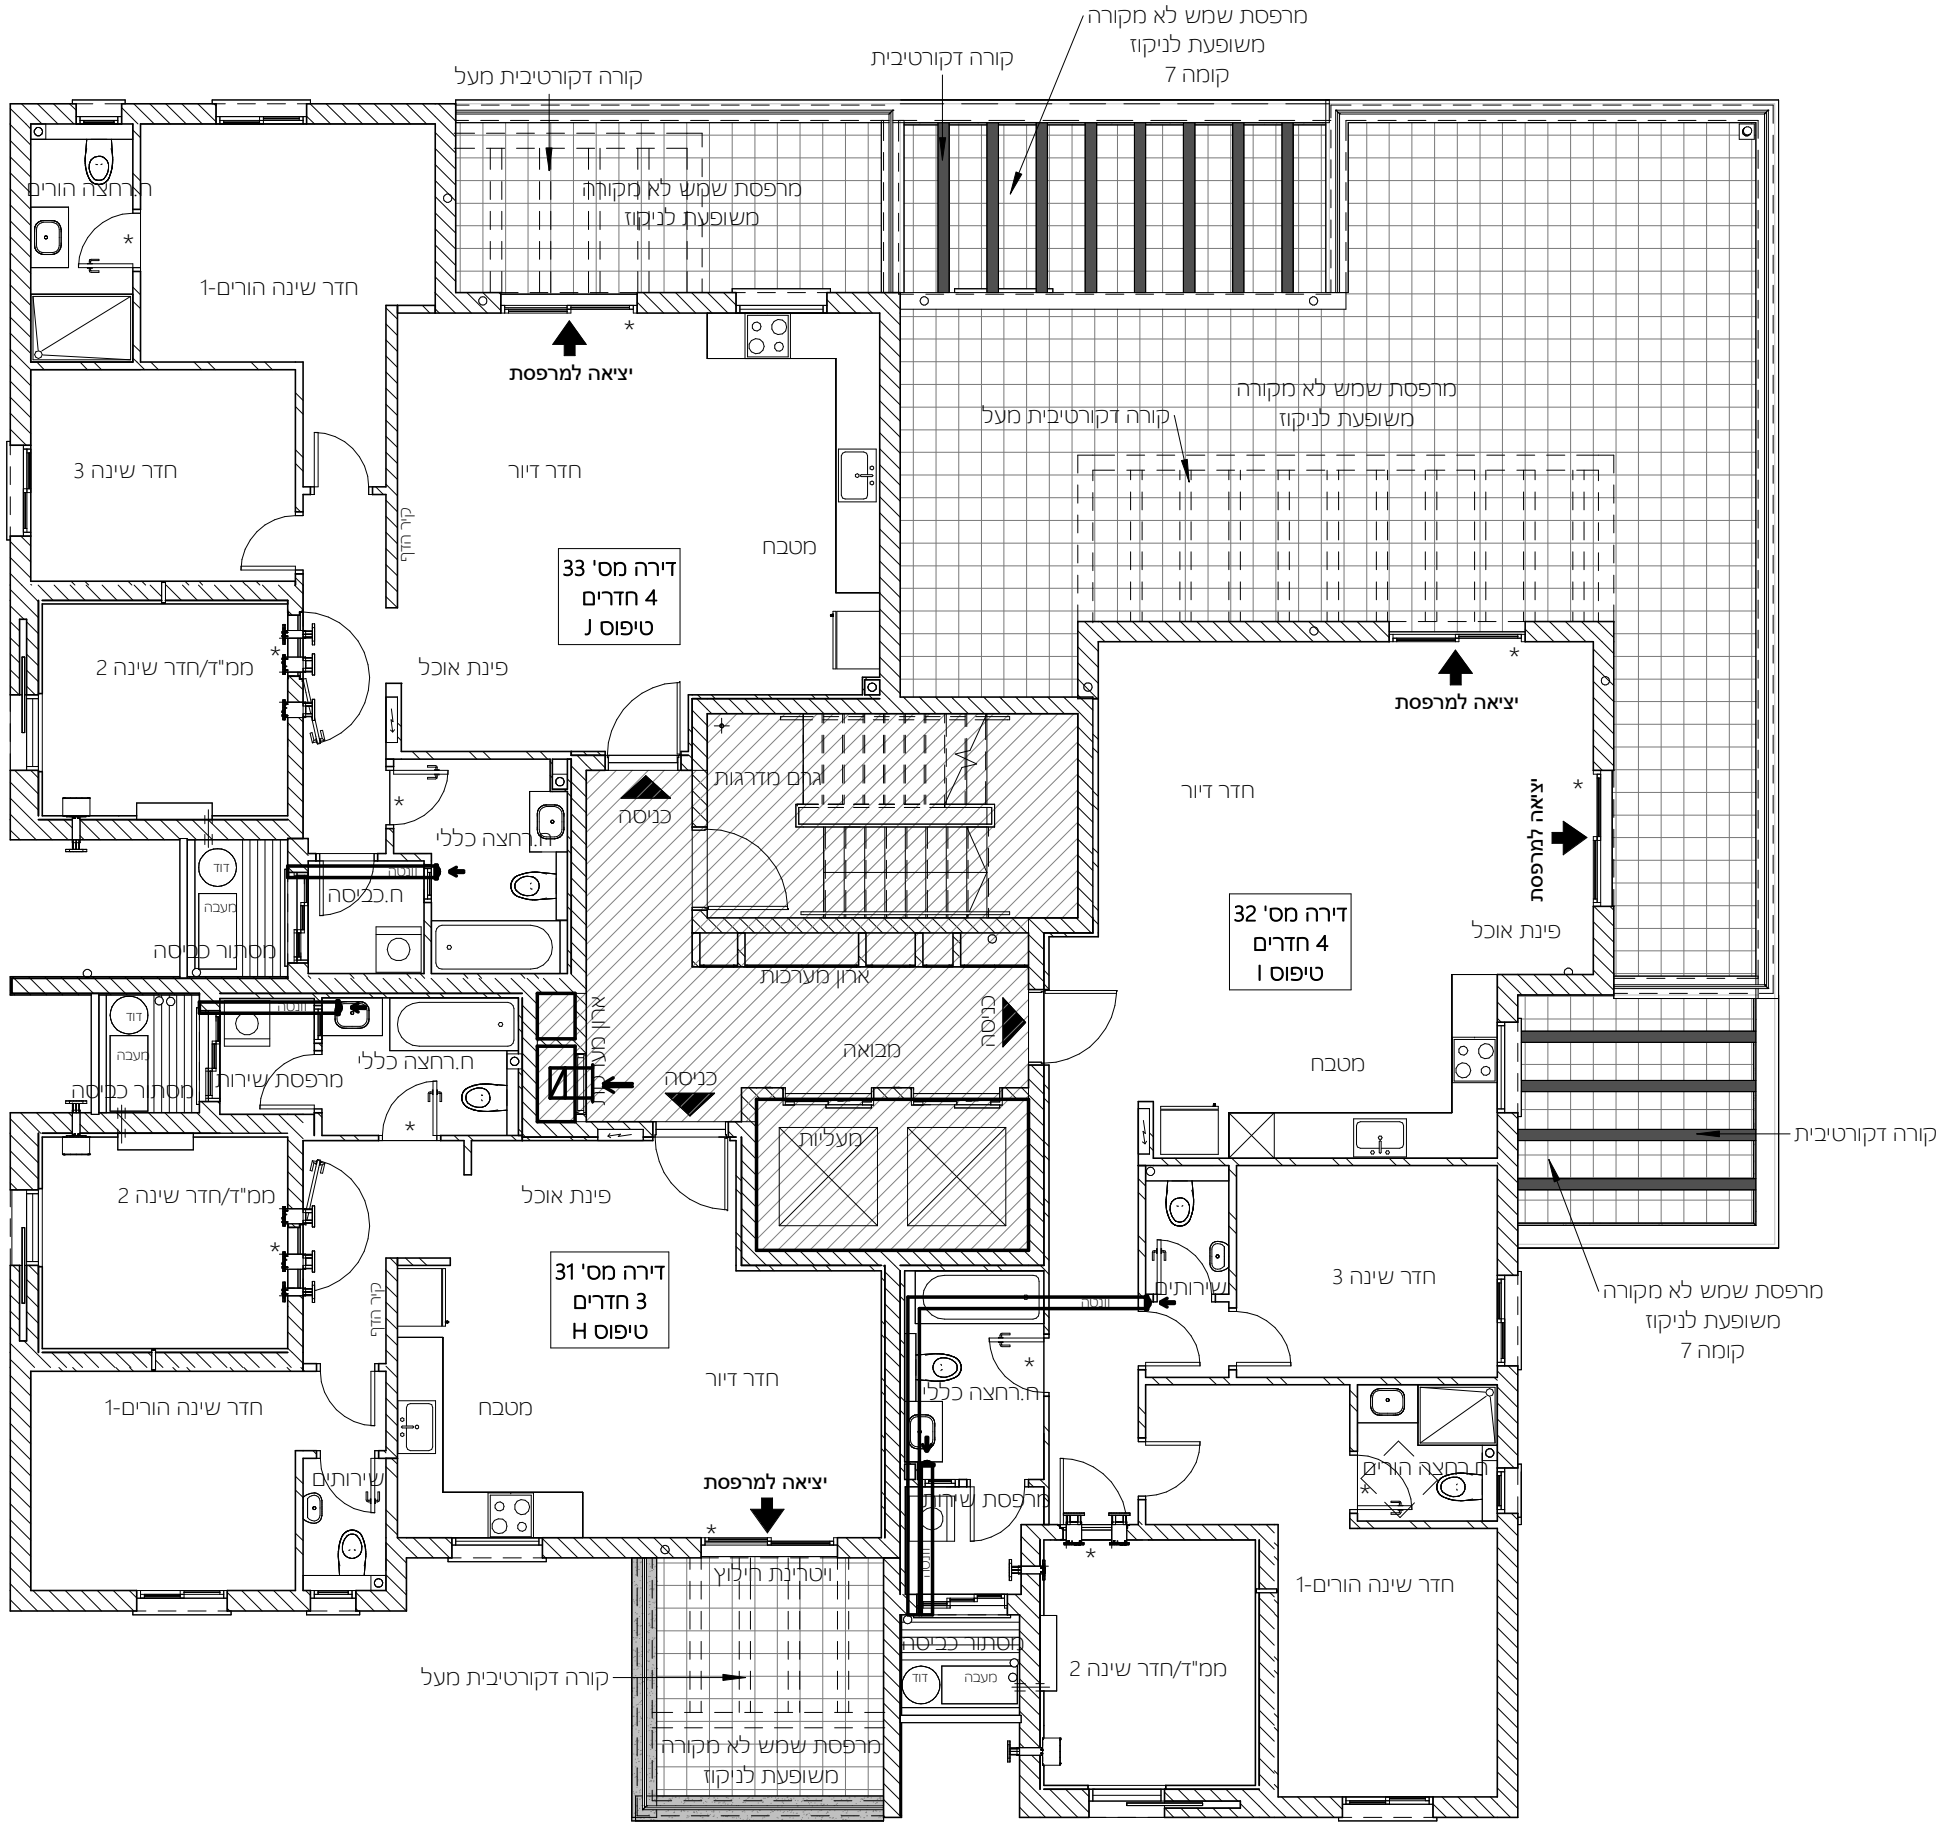 מרפסת שמש לא מקורה
משופעת לניקוז
קומה 7
קורה דקורטיבית
קורה דקורטיבית מעל
מרפסת שמש לא מקורה
משופעת לניקוז
ח.רחצה הורים
*
חדר שינה הורים-1
*
יציאה למרפסת
מרפסת שמש לא מקורה
משופעת לניקוז
קורה דקורטיבית מעל
חדר שינה 3
חדר דיור
קיר הדף
מטבח
דירה מס' 33
4 חדרים
טיפוס J
ממ"ד/חדר שינה 2
*
פינת אוכל
*
יציאה למרפסת
גרם מדרגות
חדר דיור
*
יציאה למרפסת
כניסה
*
ח.רחצה כללי
דוד
וונטה
ח.כביסה
מעבה
מסתור כביסה
דירה מס' 32
4 חדרים
טיפוס I
פינת אוכל
ארון מערכות
כניסה
מבואה
דוד
וונטה
מעבה
מסתור כביסה
מרפסת שירות
ח.רחצה כללי
*
כניסה
מטבח
קורה דקורטיבית
מעליות
ממ"ד/חדר שינה 2
*
פינת אוכל
קיר הדף
דירה מס' 31
3 חדרים
טיפוס H
שירותים
וונטה
חדר שינה 3
מרפסת שמש לא מקורה
משופעת לניקוז
קומה 7
חדר דיור
*
ח.רחצה כללי
חדר שינה הורים-1
מטבח
שירותים
יציאה למרפסת
*
מרפסת שירות
וונטה
ח.רחצה הורים
*
*
ויטרינת ריכוץ
חדר שינה הורים-1
מסתור כביסה
דוד
מעבה
ממ"ד/חדר שינה 2
קורה דקורטיבית מעל
מרפסת שמש לא מקורה
משופעת לניקוז